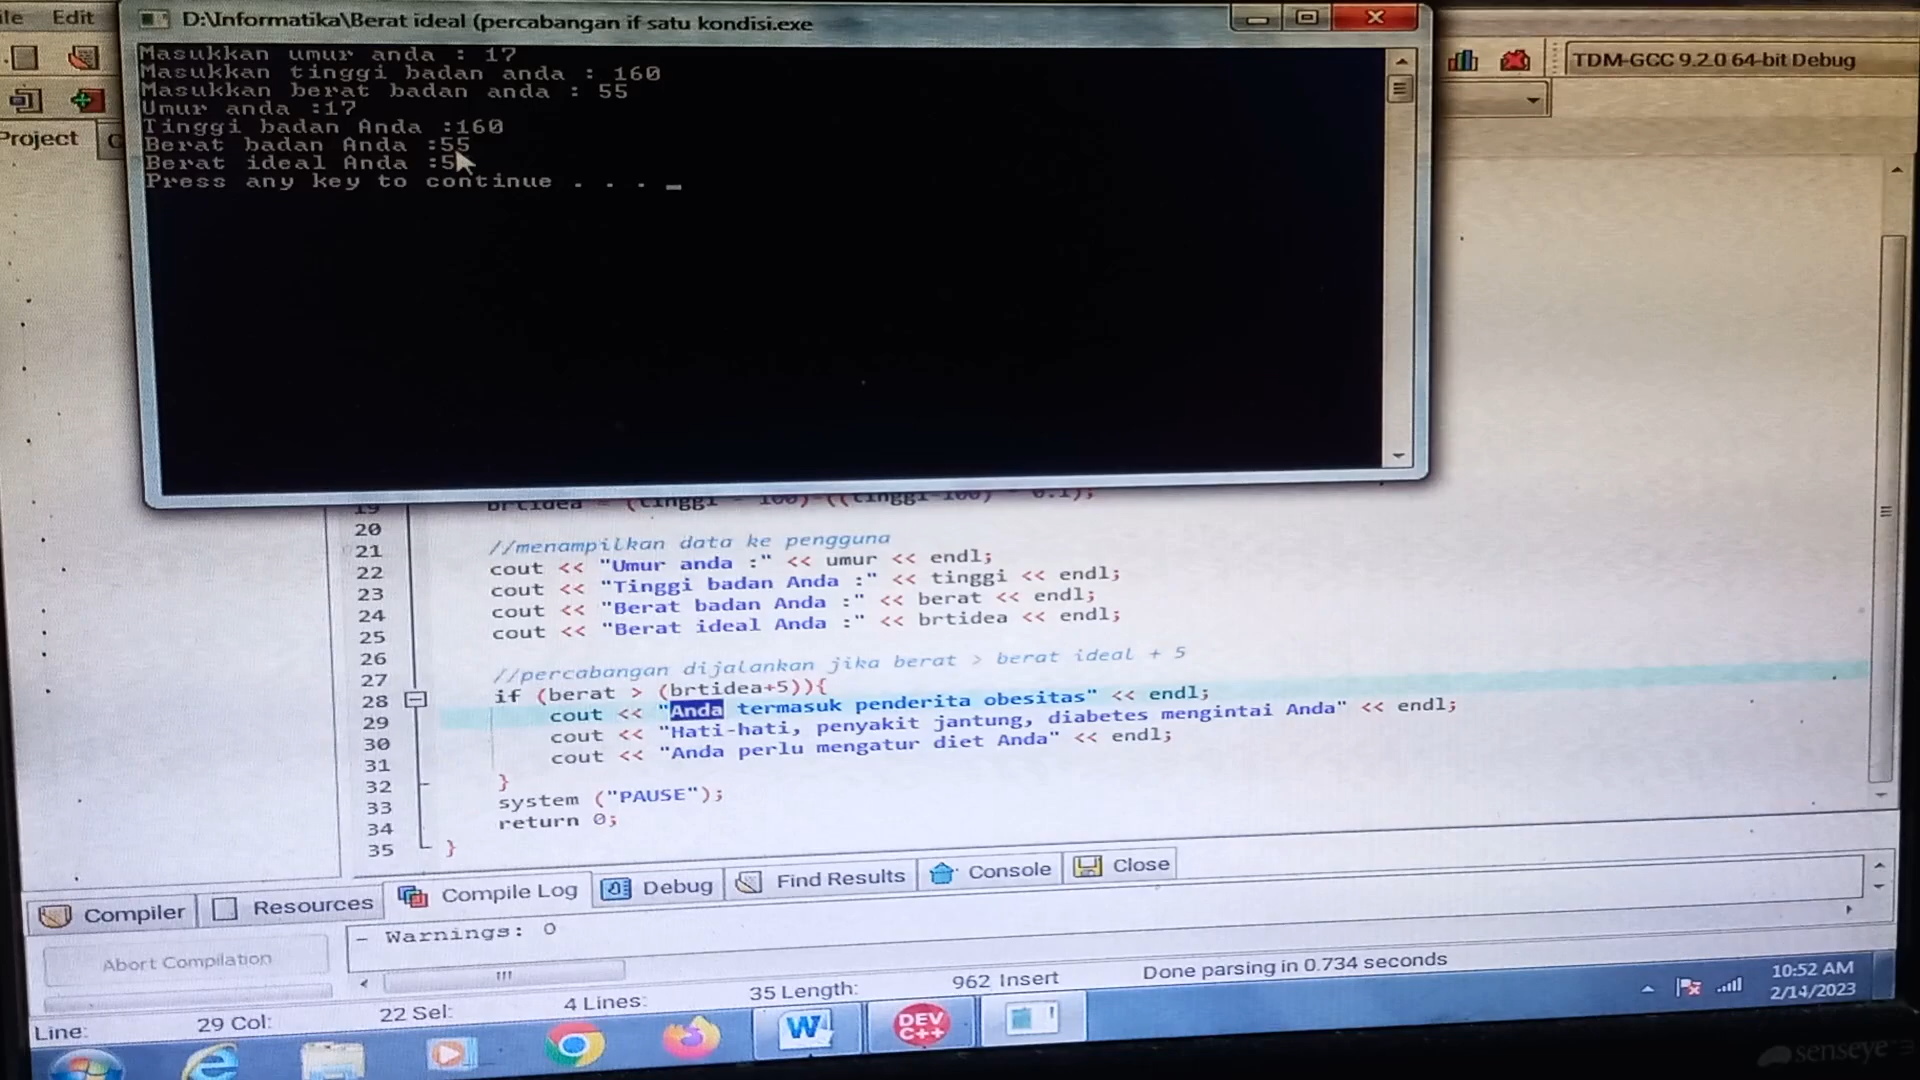 ile Edit
D:\Informatika\Berat ideal (percabangan if satu kondisi.exe
TDM-GCC 9.2.0 64-bit Debug
Project
Masukkan umur anda : 17
Masukkan tinggi badan anda : 160
Masukkan berat badan anda : 55
Umur anda :17
Tinggi badan Anda :160
Berat badan Anda :55
Berat ideal Anda :5
Press any key to continue . . . _
19
20
21 //menampilkan data ke pengguna
22 cout << "Umur anda :" << umur << endl;
23 cout << "Tinggi badan Anda :" << tinggi << endl;
24 cout << "Berat badan Anda :" << berat << endl;
25 cout << "Berat ideal Anda :" << brtidea << endl;
26
27 //percabangan dijalankan jika berat > berat ideal + 5
28 if (berat > (brtidea+5)){
29 cout << "Anda termasuk penderita obesitas" << endl;
30 cout << "Hati-hati, penyakit jantung, diabetes mengintai Anda" << endl;
31 cout << "Anda perlu mengatur diet Anda" << endl;
32 }
33 system ("PAUSE");
34 return 0;
35 }
Compiler Resources Compile Log Debug Find Results Console Close
Abort Compilation
- Warnings: 0
Line: 29 Col: 22 Sel: 4 Lines: 35 Length: 962 Insert Done parsing in 0.734 seconds
10:52 AM
2/14/2023
W
DEV
C++
senseye